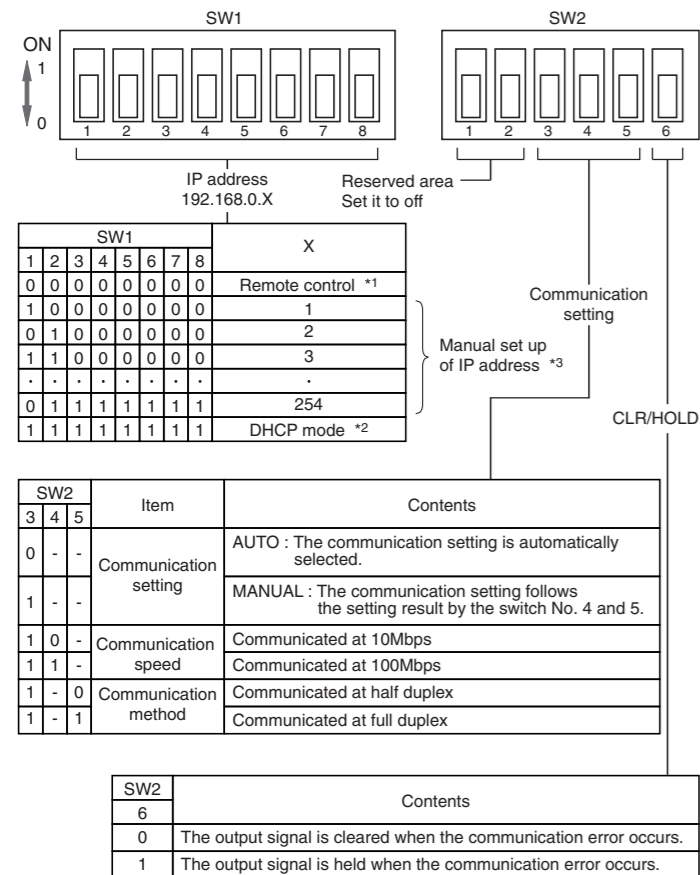 SW1
SW2
ON
1
0
1 2 3 4 5 6 7 8
1 2 3 4 5 6
IP address
192.168.0.X
Reserved area
Set it to off
SW1 X
1 2 3 4 5 6 7 8
0 0 0 0 0 0 0 0 Remote control *1
1 0 0 0 0 0 0 0 1
0 1 0 0 0 0 0 0 2
1 1 0 0 0 0 0 0 3
. . . . . . . . .
0 1 1 1 1 1 1 1 254
1 1 1 1 1 1 1 1 DHCP mode *2
Manual set up
of IP address *3
Communication
setting
CLR/HOLD
SW2 Item Contents
3 4 5
0 - - Communication
setting
AUTO : The communication setting is automatically
selected.
1 - - MANUAL : The communication setting follows
the setting result by the switch No. 4 and 5.
1 0 - Communication
speed
Communicated at 10Mbps
1 1 - Communicated at 100Mbps
1 - 0 Communication
method
Communicated at half duplex
1 - 1 Communicated at full duplex
SW2 Contents
6
0 The output signal is cleared when the communication error occurs.
1 The output signal is held when the communication error occurs.